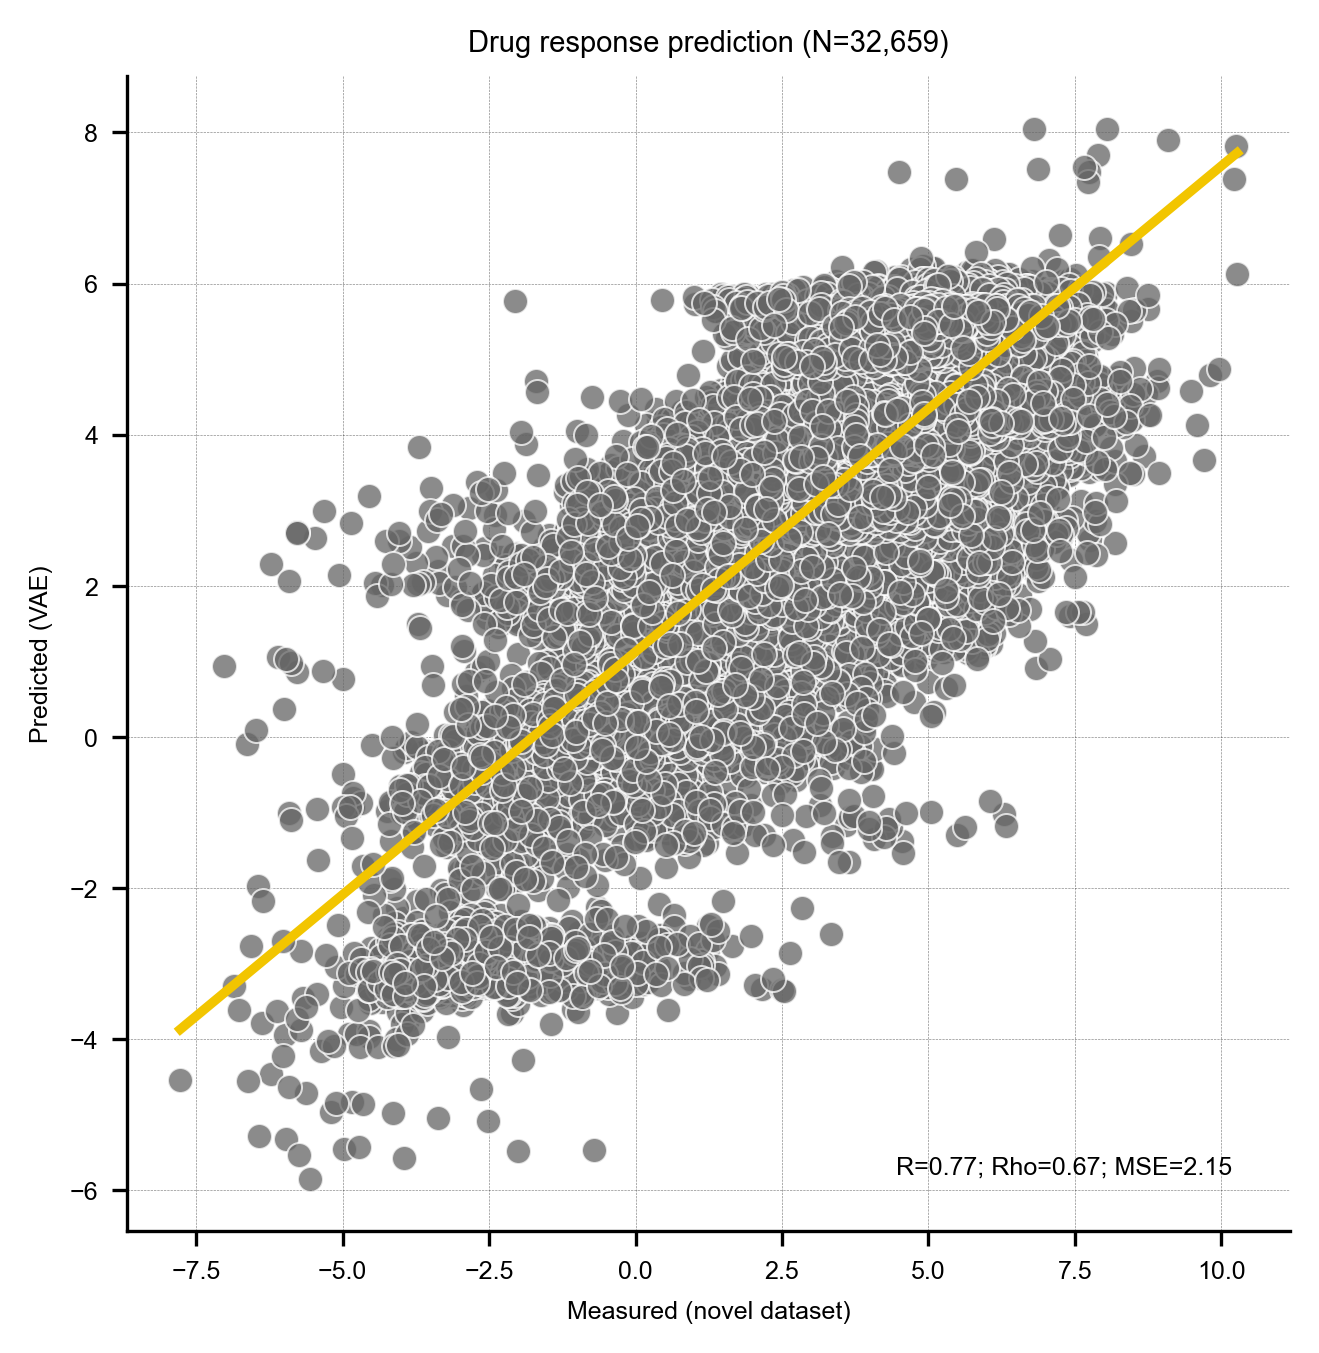 Drug response prediction (N=32,659)
8
6
4
2
0
−2
−4
−6
Predicted (VAE)
R=0.77; Rho=0.67; MSE=2.15
−7.5 −5.0 −2.5 0.0 2.5 5.0 7.5 10.0
Measured (novel dataset)